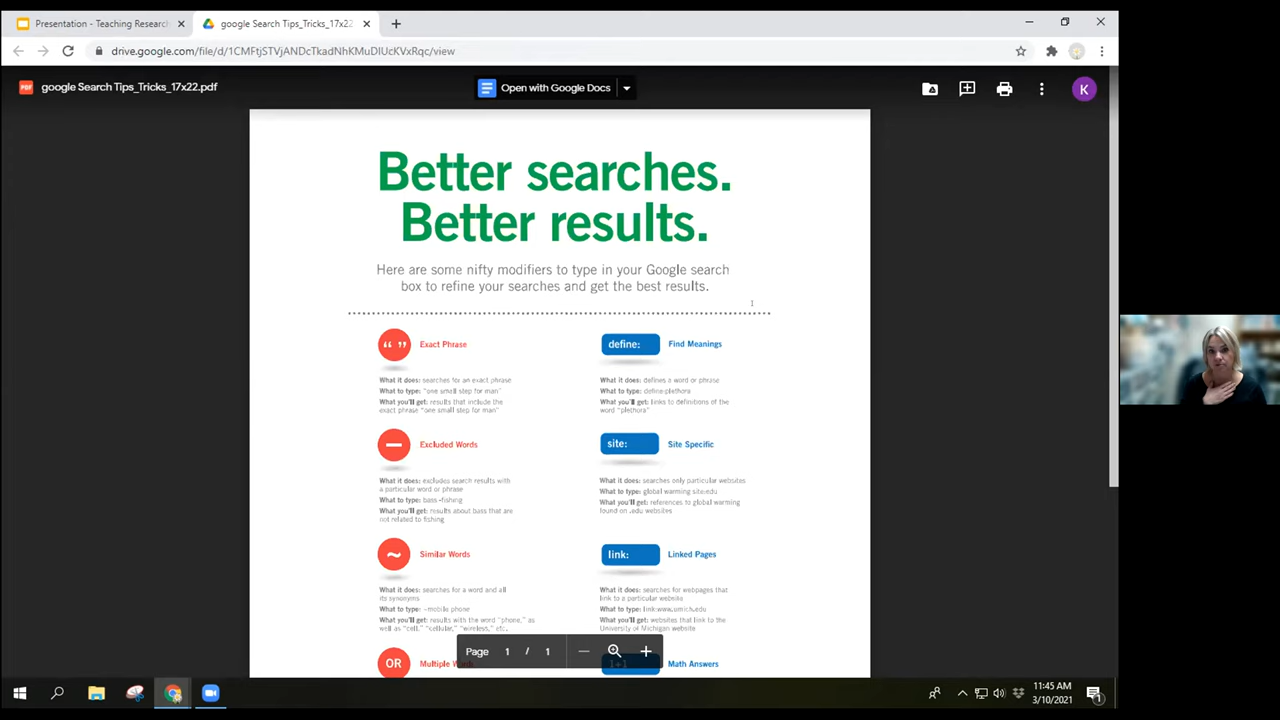 Presentation - Teaching Research
google Search Tips_Tricks_17x22
drive.google.com/file/d/1CMFtjSTVjANDcTkadNhKMuDIUcKVxRqc/view
PDF
google Search Tips_Tricks_17x22.pdf
Open with Google Docs
K
Better searches.
Better results.
Here are some nifty modifiers to type in your Google search
box to refine your searches and get the best results.
1
“ ” Exact Phrase
What it does: searches for an exact phrase
What to type: "one small step for man"
What you'll get: results that include the
exact phrase "one small step for man"
define: Find Meanings
What it does: defines a word or phrase
What to type: define:plethora
What you'll get: links to definitions of the
word "plethora"
— Excluded Words
What it does: excludes search results with
a particular word or phrase
What to type: bass -fishing
What you'll get: results about bass that are
not related to fishing
site: Site Specific
What it does: searches only particular websites
What to type: global warming site:edu
What you'll get: references to global warming
found on .edu websites
~ Similar Words
What it does: searches for a word and all
its synonyms
What to type: ~mobile phone
What you'll get: results with the word "phone," as
well as "cell," "cellular," "wireless," etc.
link: Linked Pages
What it does: searches for webpages that
link to a particular website
What to type: link:www.umich.edu
What you'll get: websites that link to the
University of Michigan website
OR Multiple
1+1 Math Answers
Page 1 / 1
11:45 AM
3/10/2021
1